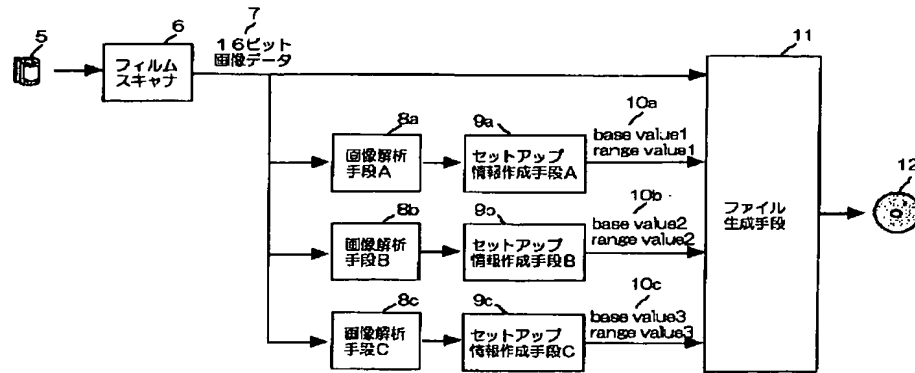 5
6
フィルム
スキャナ
7
16ビット
画像データ
8a
画像解析
手段A
9a
セットアップ
情報作成手段A
10a
base value1
range value1
8b
画像解析
手段B
9b
セットアップ
情報作成手段B
10b
base value2
range value2
8c
画像解析
手段C
9c
セットアップ
情報作成手段C
10c
base value3
range value3
11
ファイル
生成手段
12